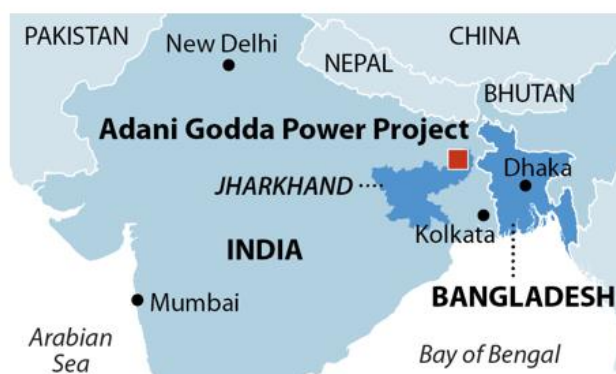 PAKISTAN
New Delhi
CHINA
NEPAL
BHUTAN
Adani Godda Power Project
Dhaka
JHARKHAND
Kolkata
INDIA
BANGLADESH
Mumbai
Arabian
Sea
Bay of Bengal